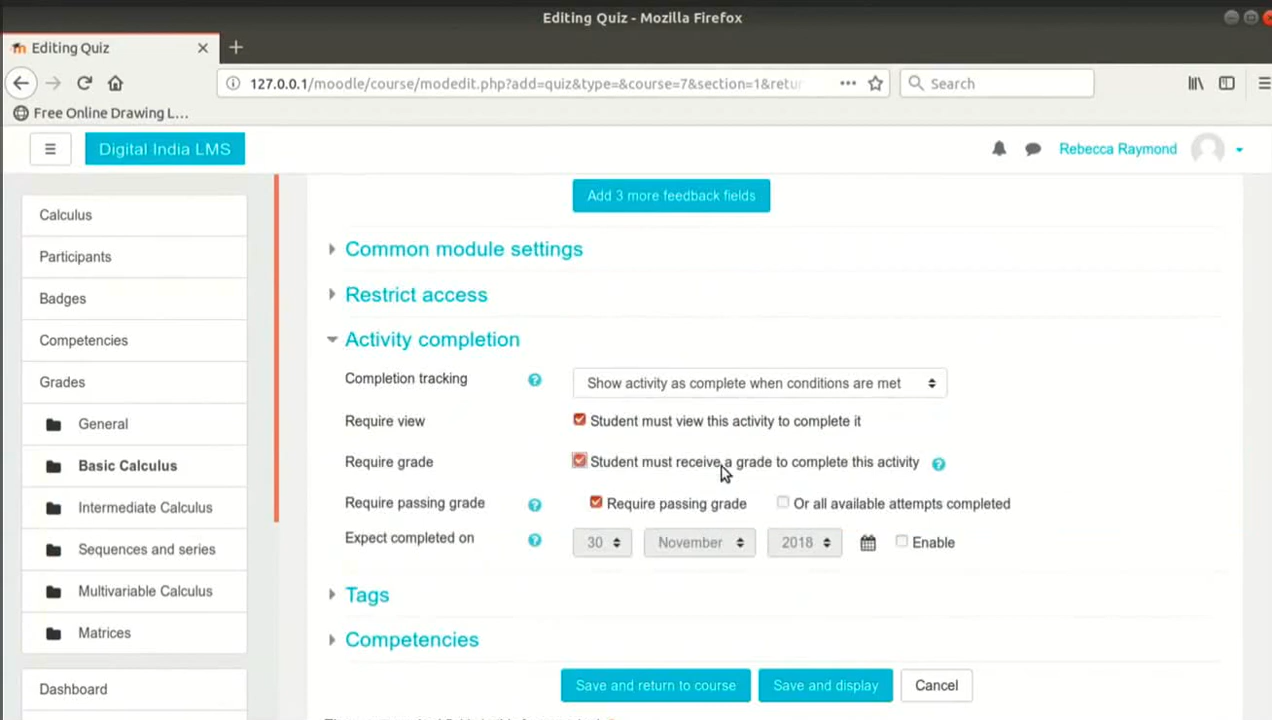 Editing Quiz - Mozilla Firefox
Editing Quiz
127.0.0.1/moodle/course/modedit.php?add=quiz&type=&course=7&section=1&retur
Search
Free Online Drawing L...
Digital India LMS
Rebecca Raymond
Calculus
Participants
Badges
Competencies
Grades
General
Basic Calculus
Intermediate Calculus
Sequences and series
Multivariable Calculus
Matrices
Dashboard
Add 3 more feedback fields
Common module settings
Restrict access
Activity completion
Completion tracking Show activity as complete when conditions are met
Require view Student must view this activity to complete it
Require grade Student must receive a grade to complete this activity
Require passing grade Require passing grade Or all available attempts completed
Expect completed on 30 November 2018 Enable
Tags
Competencies
Save and return to course Save and display Cancel